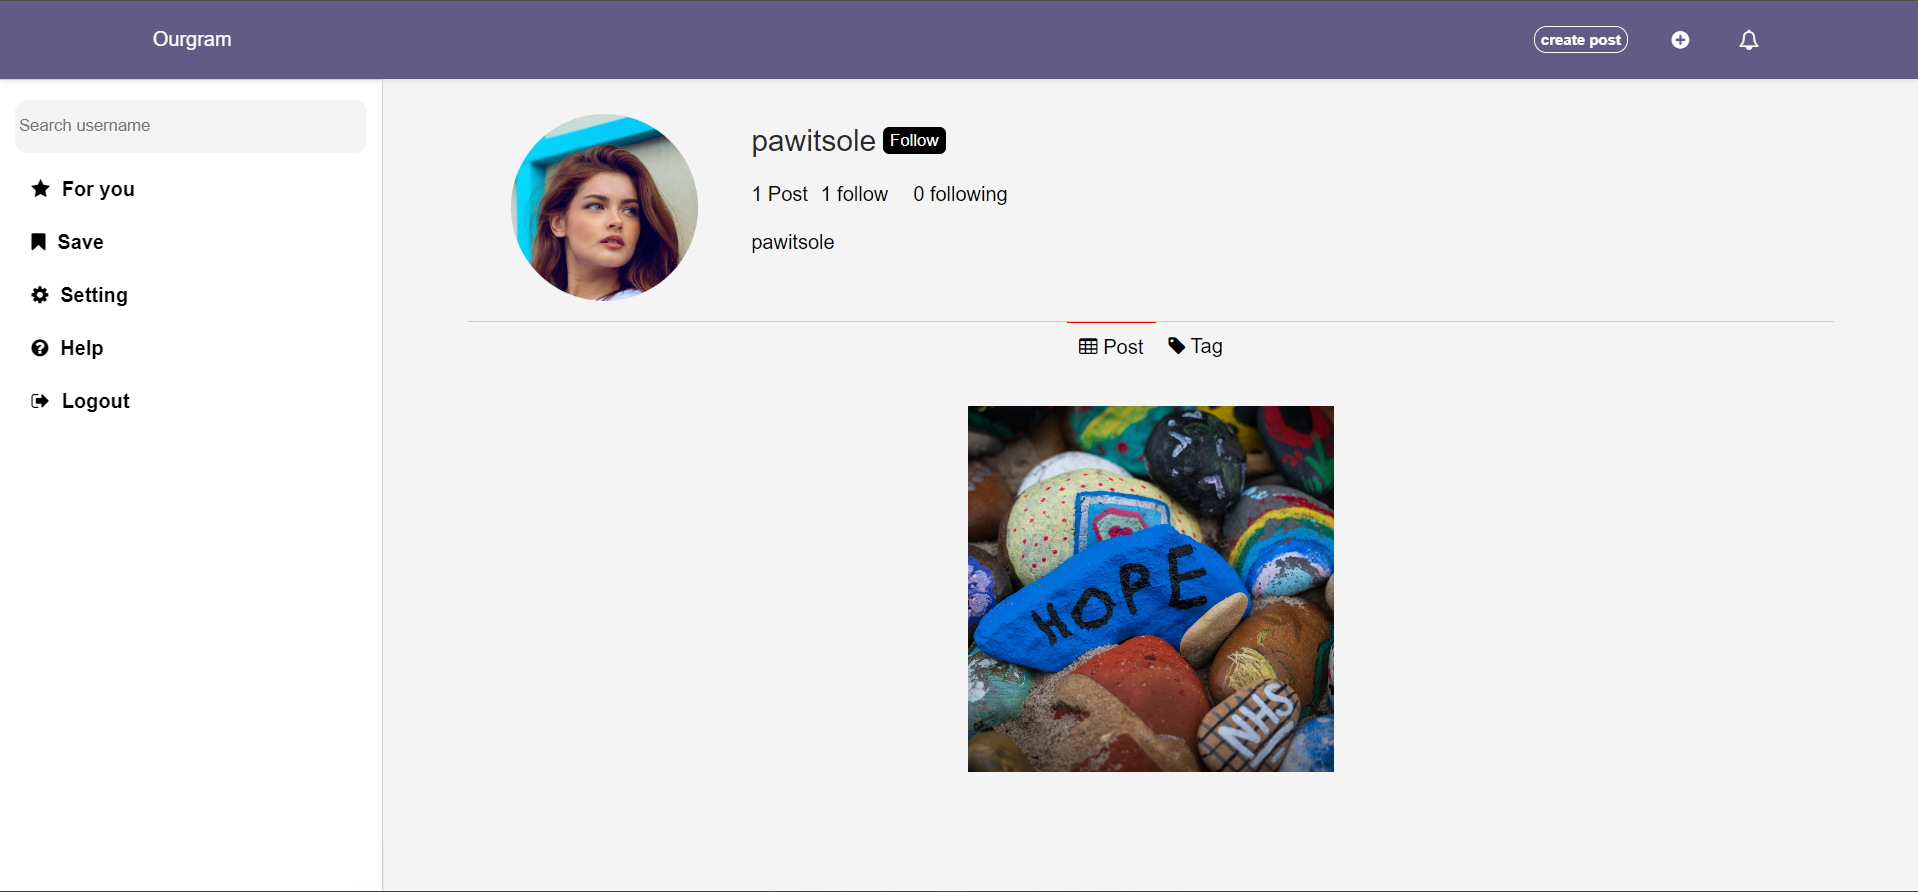 Ourgram
create post
Search username
For you
Save
Setting
Help
Logout
pawitsole Follow
1 Post 1 follow 0 following
pawitsole
Post Tag
HOPE
NHS